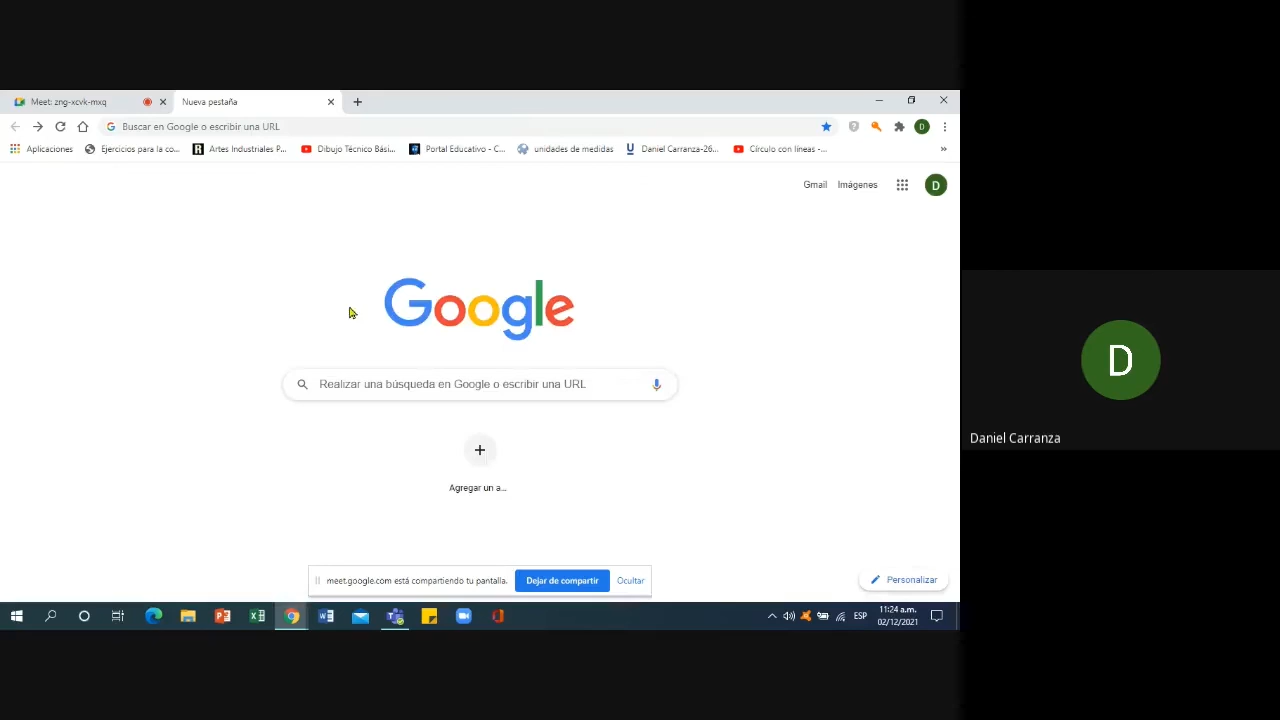 Meet: zng-xcvk-mxq
Nueva pestaña
Buscar en Google o escribir una URL
D
Aplicaciones
Ejercicios para la co...
R
Artes Industriales P...
Dibujo Técnico Bási...
Portal Educativo - C...
unidades de medidas
Daniel Carranza-26...
Círculo con líneas -...
»
Gmail
Imágenes
D
Google
Realizar una búsqueda en Google o escribir una URL
Agregar un a...
meet.google.com está compartiendo tu pantalla.
Dejar de compartir
Ocultar
Personalizar
ESP
11:24 a.m.
02/12/2021
D
Daniel Carranza